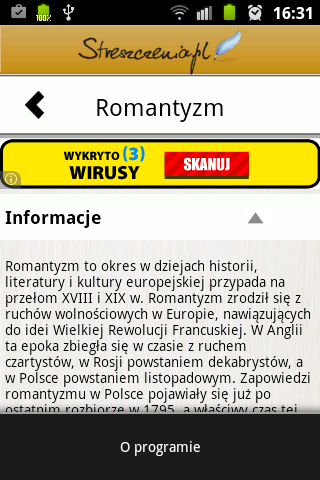 100%
16:31
Streszczenia.pl
Romantyzm
WYKRYTO (3)
WIRUSY
SKANUJ
Informacje
Romantyzm to okres w dziejach historii,
literatury i kultury europejskiej przypada na
przełom XVIII i XIX w. Romantyzm zrodził się z
ruchów wolnościowych w Europie, nawiązujących
do idei Wielkiej Rewolucji Francuskiej. W Anglii
ta epoka zbiegła się w czasie z ruchem
czartystów, w Rosji powstaniem dekabrystów, a
w Polsce powstaniem listopadowym. Zapowiedzi
romantyzmu w Polsce pojawiały się już po
ostatnim rozbiorze w 1795, a właściwy czas tej
O programie